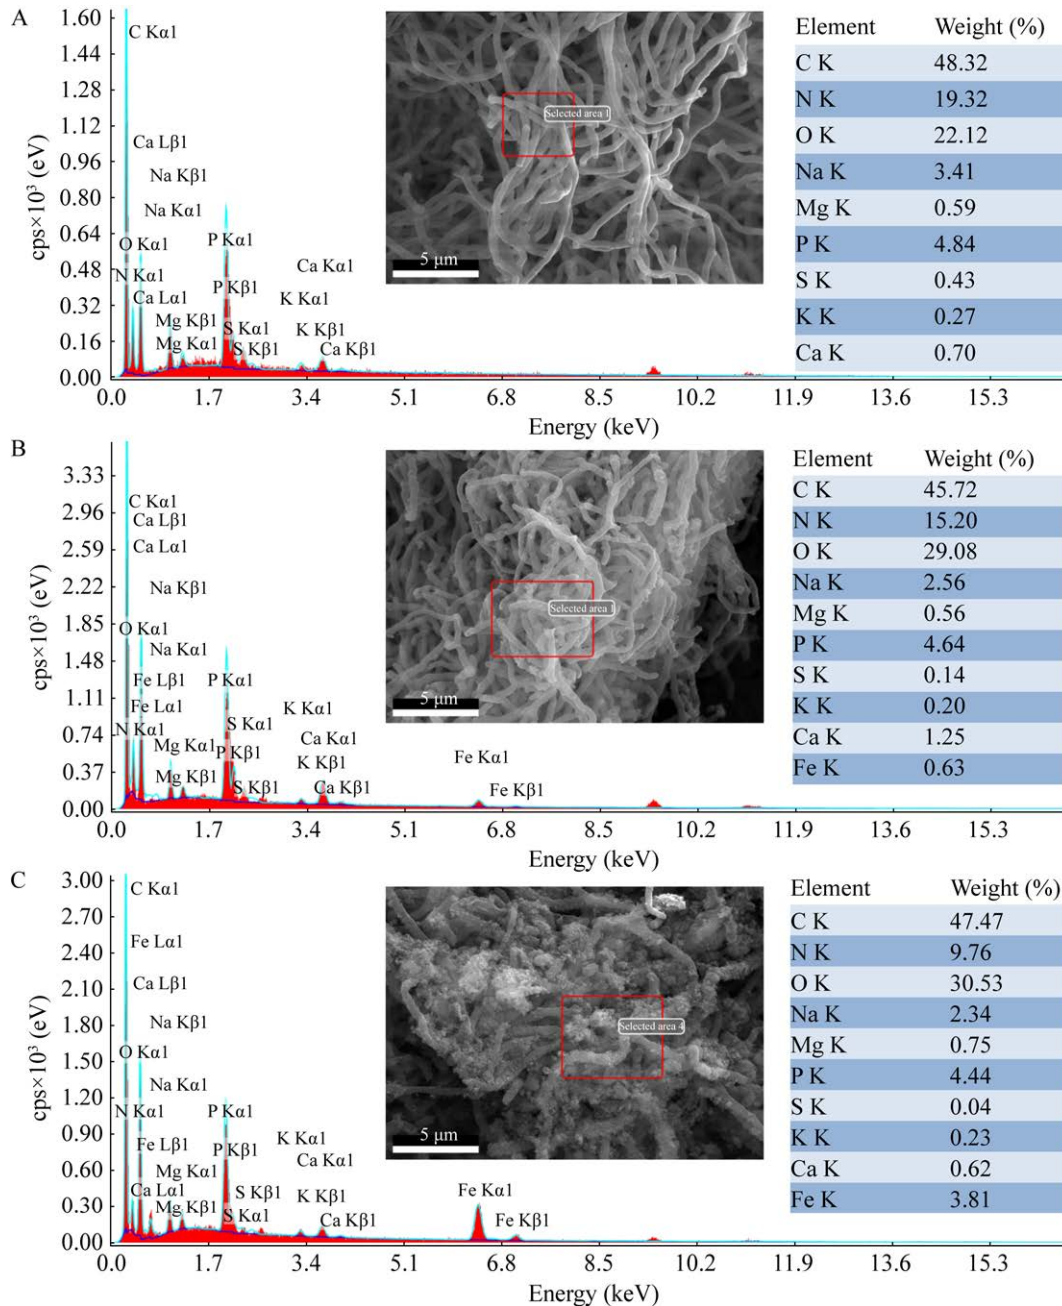 A
cps×10³ (eV)
1.60
1.44
1.28
1.12
0.96
0.80
0.64
0.48
0.32
0.16
0.00
C Kα1
Ca Lβ1
Na Kβ1
Na Kα1
O Kα1
P Kα1
N Kα1
Ca Kα1
Ca Lα1
P Kβ1
K Kα1
Mg Kβ1
S Kα1
K Kβ1
Mg Kα1
S Kβ1
Ca Kβ1
0.0 1.7 3.4 5.1 6.8 8.5 10.2 11.9 13.6 15.3
Energy (keV)
Selected area 1
5 μm
Element Weight (%)
C K 48.32
N K 19.32
O K 22.12
Na K 3.41
Mg K 0.59
P K 4.84
S K 0.43
K K 0.27
Ca K 0.70
B
cps×10³ (eV)
3.33
2.96
2.59
2.22
1.85
1.48
1.11
0.74
0.37
0.00
C Kα1
Ca Lβ1
Ca Lα1
Na Kβ1
O Kα1
Na Kα1
Fe Lβ1
P Kα1
Fe Lα1
K Kα1
N Kα1
S Kα1
Mg Kα1
Ca Kα1
P Kβ1
K Kβ1
Fe Kα1
Mg Kβ1
S Kβ1
Ca Kβ1
Fe Kβ1
0.0 1.7 3.4 5.1 6.8 8.5 10.2 11.9 13.6 15.3
Energy (keV)
Selected area 1
5 μm
Element Weight (%)
C K 45.72
N K 15.20
O K 29.08
Na K 2.56
Mg K 0.56
P K 4.64
S K 0.14
K K 0.20
Ca K 1.25
Fe K 0.63
C
cps×10³ (eV)
3.00
2.70
2.40
2.10
1.80
1.50
1.20
0.90
0.60
0.30
0.00
C Kα1
Fe Lα1
Ca Lβ1
Na Kβ1
O Kα1
Na Kα1
N Kα1
P Kα1
Fe Lβ1
P Kβ1
K Kα1
Mg Kα1
Ca Kα1
Ca Lα1
S Kβ1
K Kβ1
Fe Kα1
Mg Kβ1
S Kα1
Ca Kβ1
Fe Kβ1
0.0 1.7 3.4 5.1 6.8 8.5 10.2 11.9 13.6 15.3
Energy (keV)
Selected area 4
5 μm
Element Weight (%)
C K 47.47
N K 9.76
O K 30.53
Na K 2.34
Mg K 0.75
P K 4.44
S K 0.04
K K 0.23
Ca K 0.62
Fe K 3.81